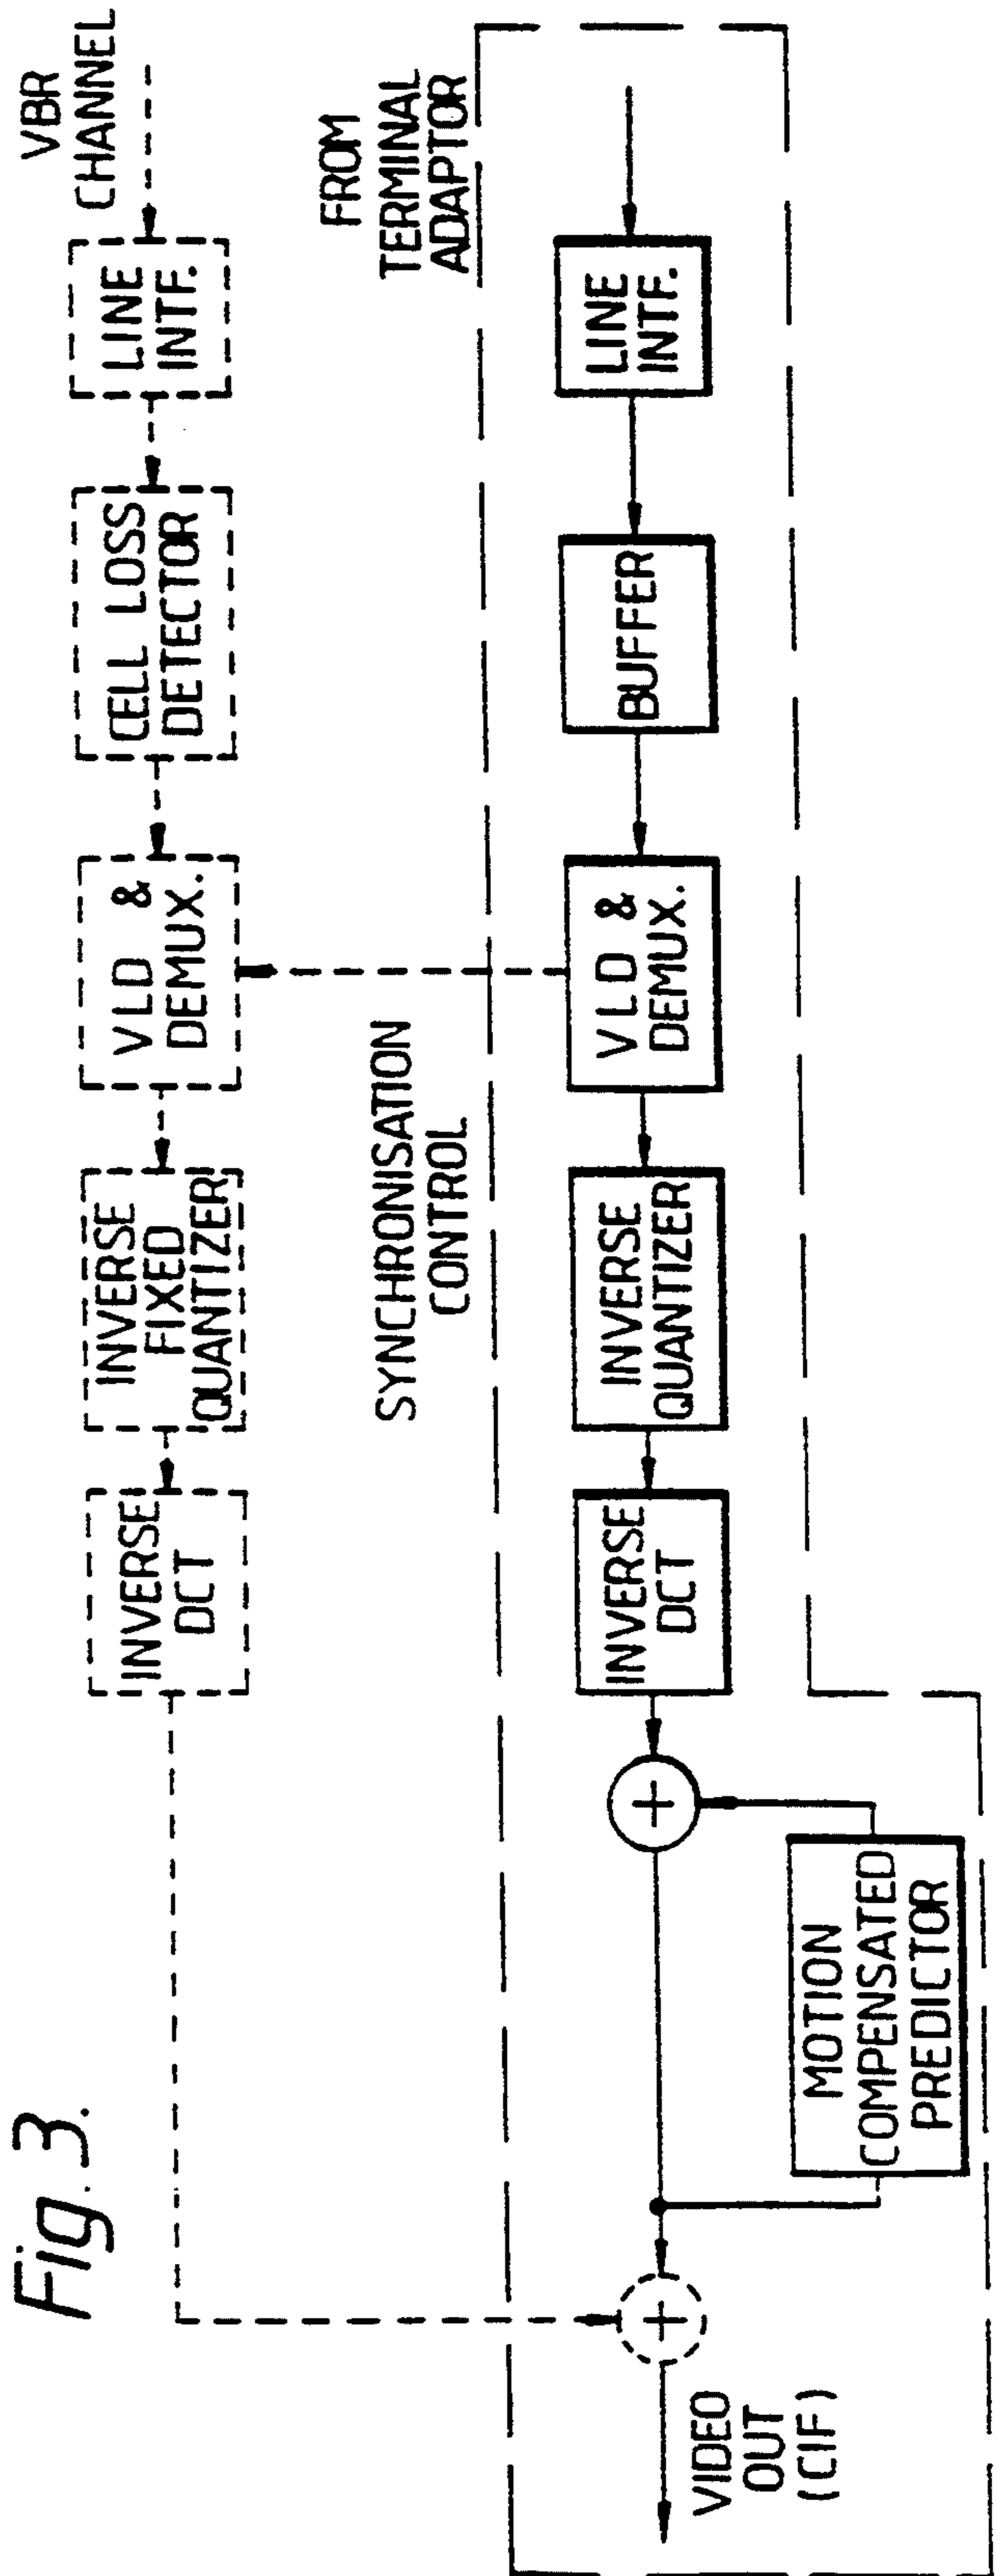 Fig. 3.
VBR
CHANNEL
LINE
INTF.
CELL LOSS
DETECTOR
VLD &
DEMUX.
INVERSE
FIXED
QUANTIZER
INVERSE
DCT
SYNCHRONISATION
CONTROL
FROM
TERMINAL
ADAPTOR
LINE
INTF.
BUFFER
VLD &
DEMUX.
INVERSE
QUANTIZER
INVERSE
DCT
+
MOTION
COMPENSATED
PREDICTOR
+
VIDEO
OUT
(CIF)